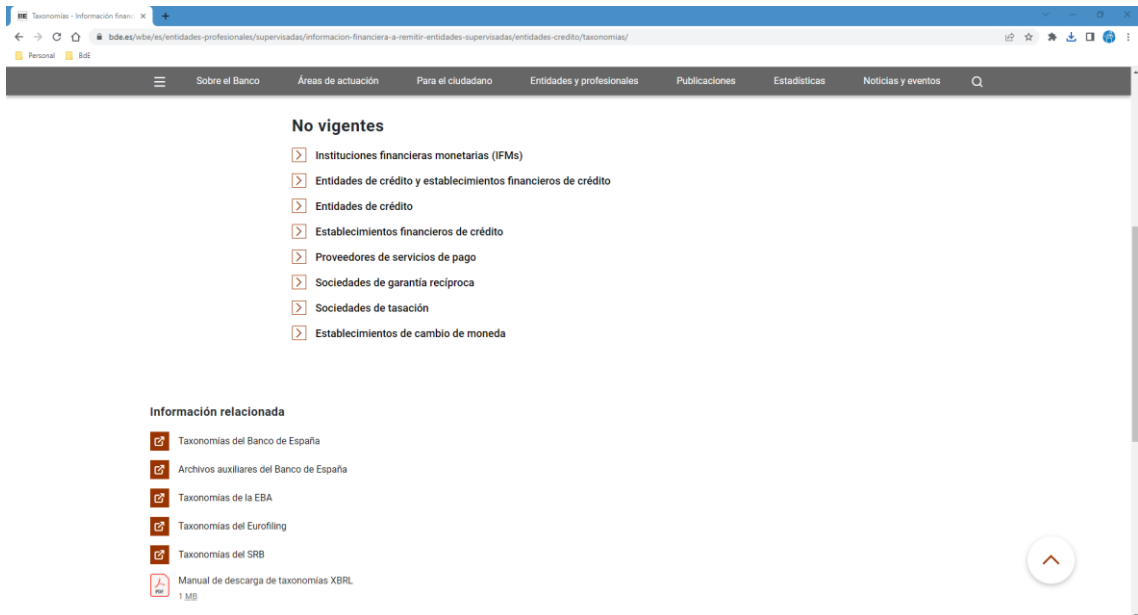 BE Taxonomías - Información financ
bde.es/wbe/es/entidades-profesionales/supervisadas/informacion-financiera-a-remitir-entidades-supervisadas/entidades-credito/taxonomias/
Personal BdE
Sobre el Banco Áreas de actuación Para el ciudadano Entidades y profesionales Publicaciones Estadísticas Noticias y eventos
No vigentes
Instituciones financieras monetarias (IFMs)
Entidades de crédito y establecimientos financieros de crédito
Entidades de crédito
Establecimientos financieros de crédito
Proveedores de servicios de pago
Sociedades de garantía recíproca
Sociedades de tasación
Establecimientos de cambio de moneda
Información relacionada
Taxonomías del Banco de España
Archivos auxiliares del Banco de España
Taxonomías de la EBA
Taxonomías del Eurofiling
Taxonomías del SRB
Manual de descarga de taxonomías XBRL
PDF
1 MB